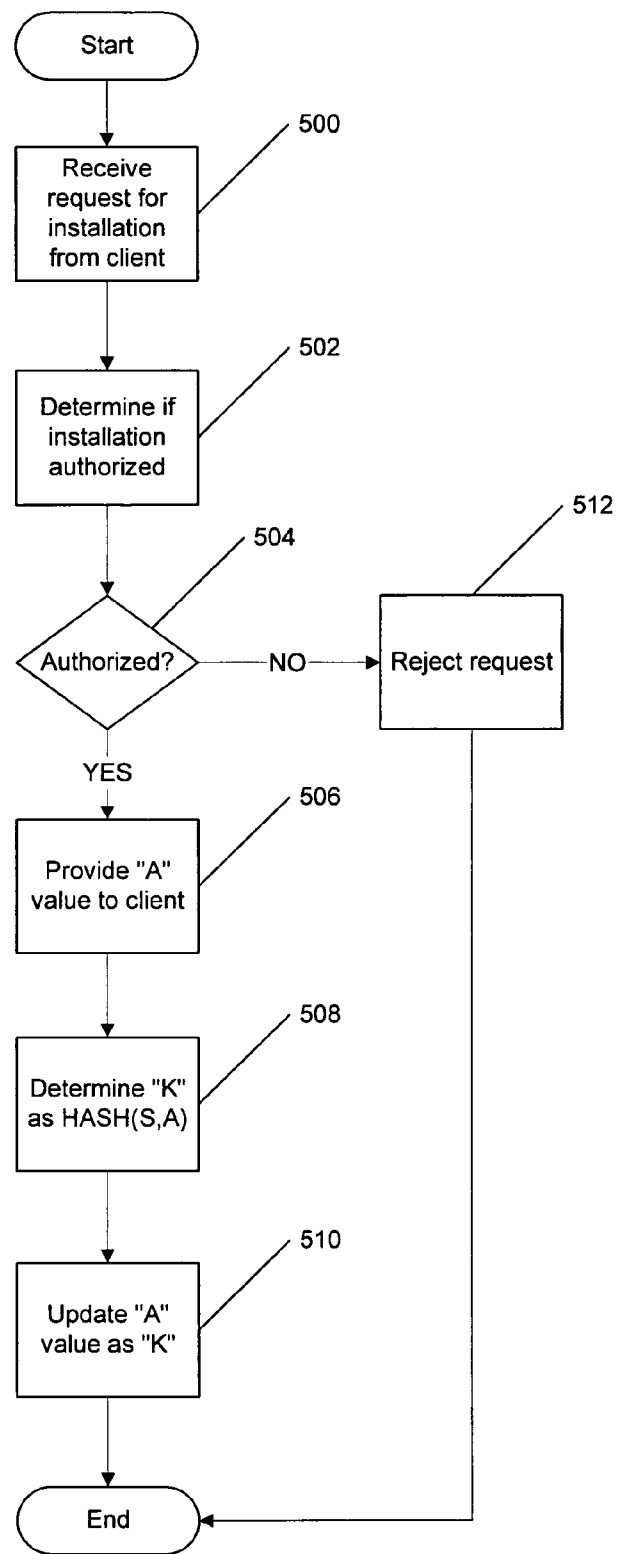 Start
500
Receive
request for
installation
from client
502
Determine if
installation
authorized
504
512
Authorized?
NO
Reject request
YES
506
Provide "A"
value to client
508
Determine "K"
as HASH(S,A)
510
Update "A"
value as "K"
End